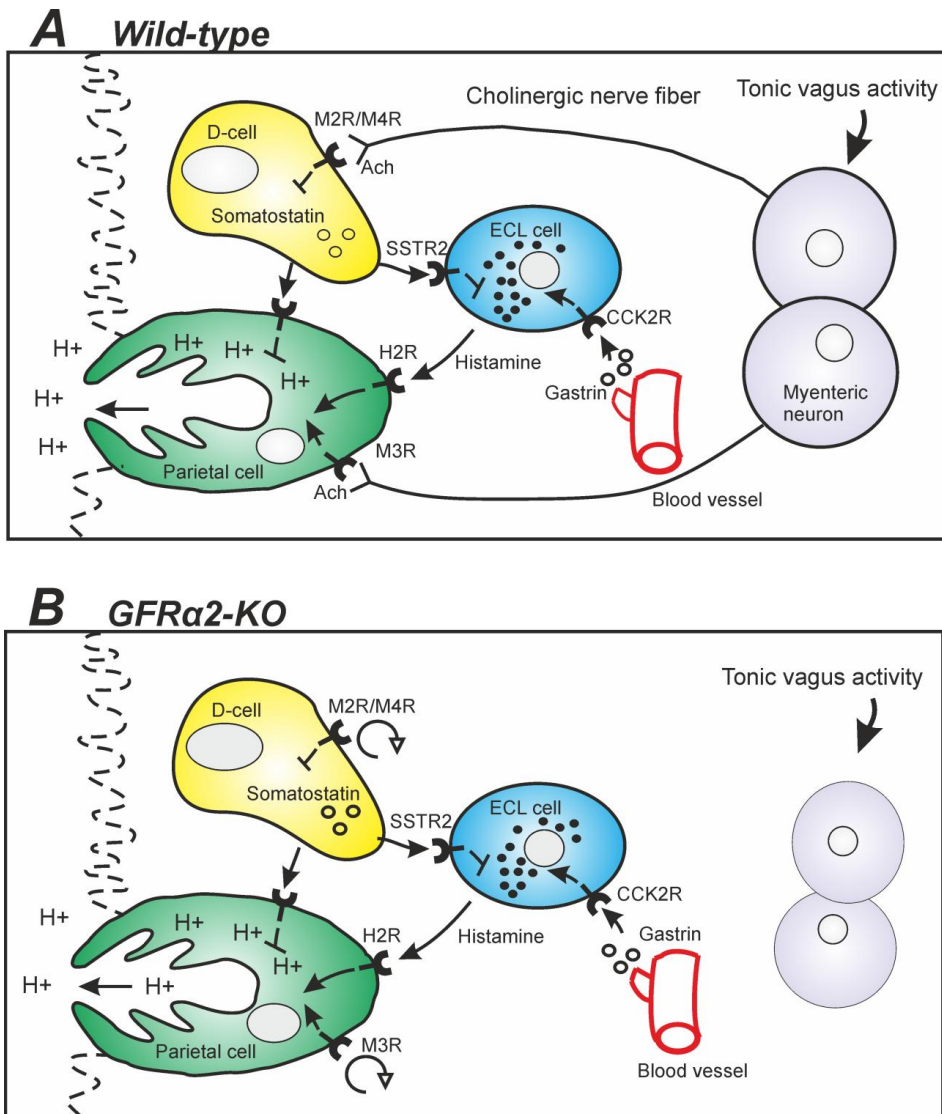 A Wild-type
Cholinergic nerve fiber
Tonic vagus activity
M2R/M4R
D-cell
Ach
Somatostatin
SSTR2
ECL cell
CCK2R
H+
H+
H+
H+
H+
H+
H2R
Histamine
Gastrin
Myenteric
neuron
M3R
Parietal cell
Ach
Blood vessel
B GFRα2-KO
Tonic vagus activity
M2R/M4R
D-cell
Somatostatin
SSTR2
ECL cell
CCK2R
H+
H+
H+
H+
H+
H+
H2R
Histamine
Gastrin
M3R
Parietal cell
Blood vessel